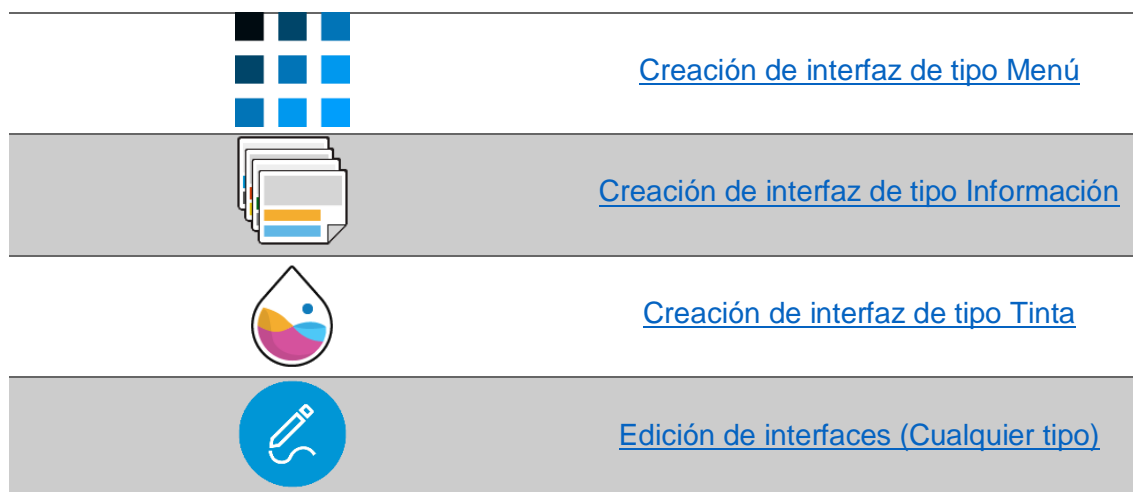 Creación de interfaz de tipo Menú
Creación de interfaz de tipo Información
Creación de interfaz de tipo Tinta
Edición de interfaces (Cualquier tipo)